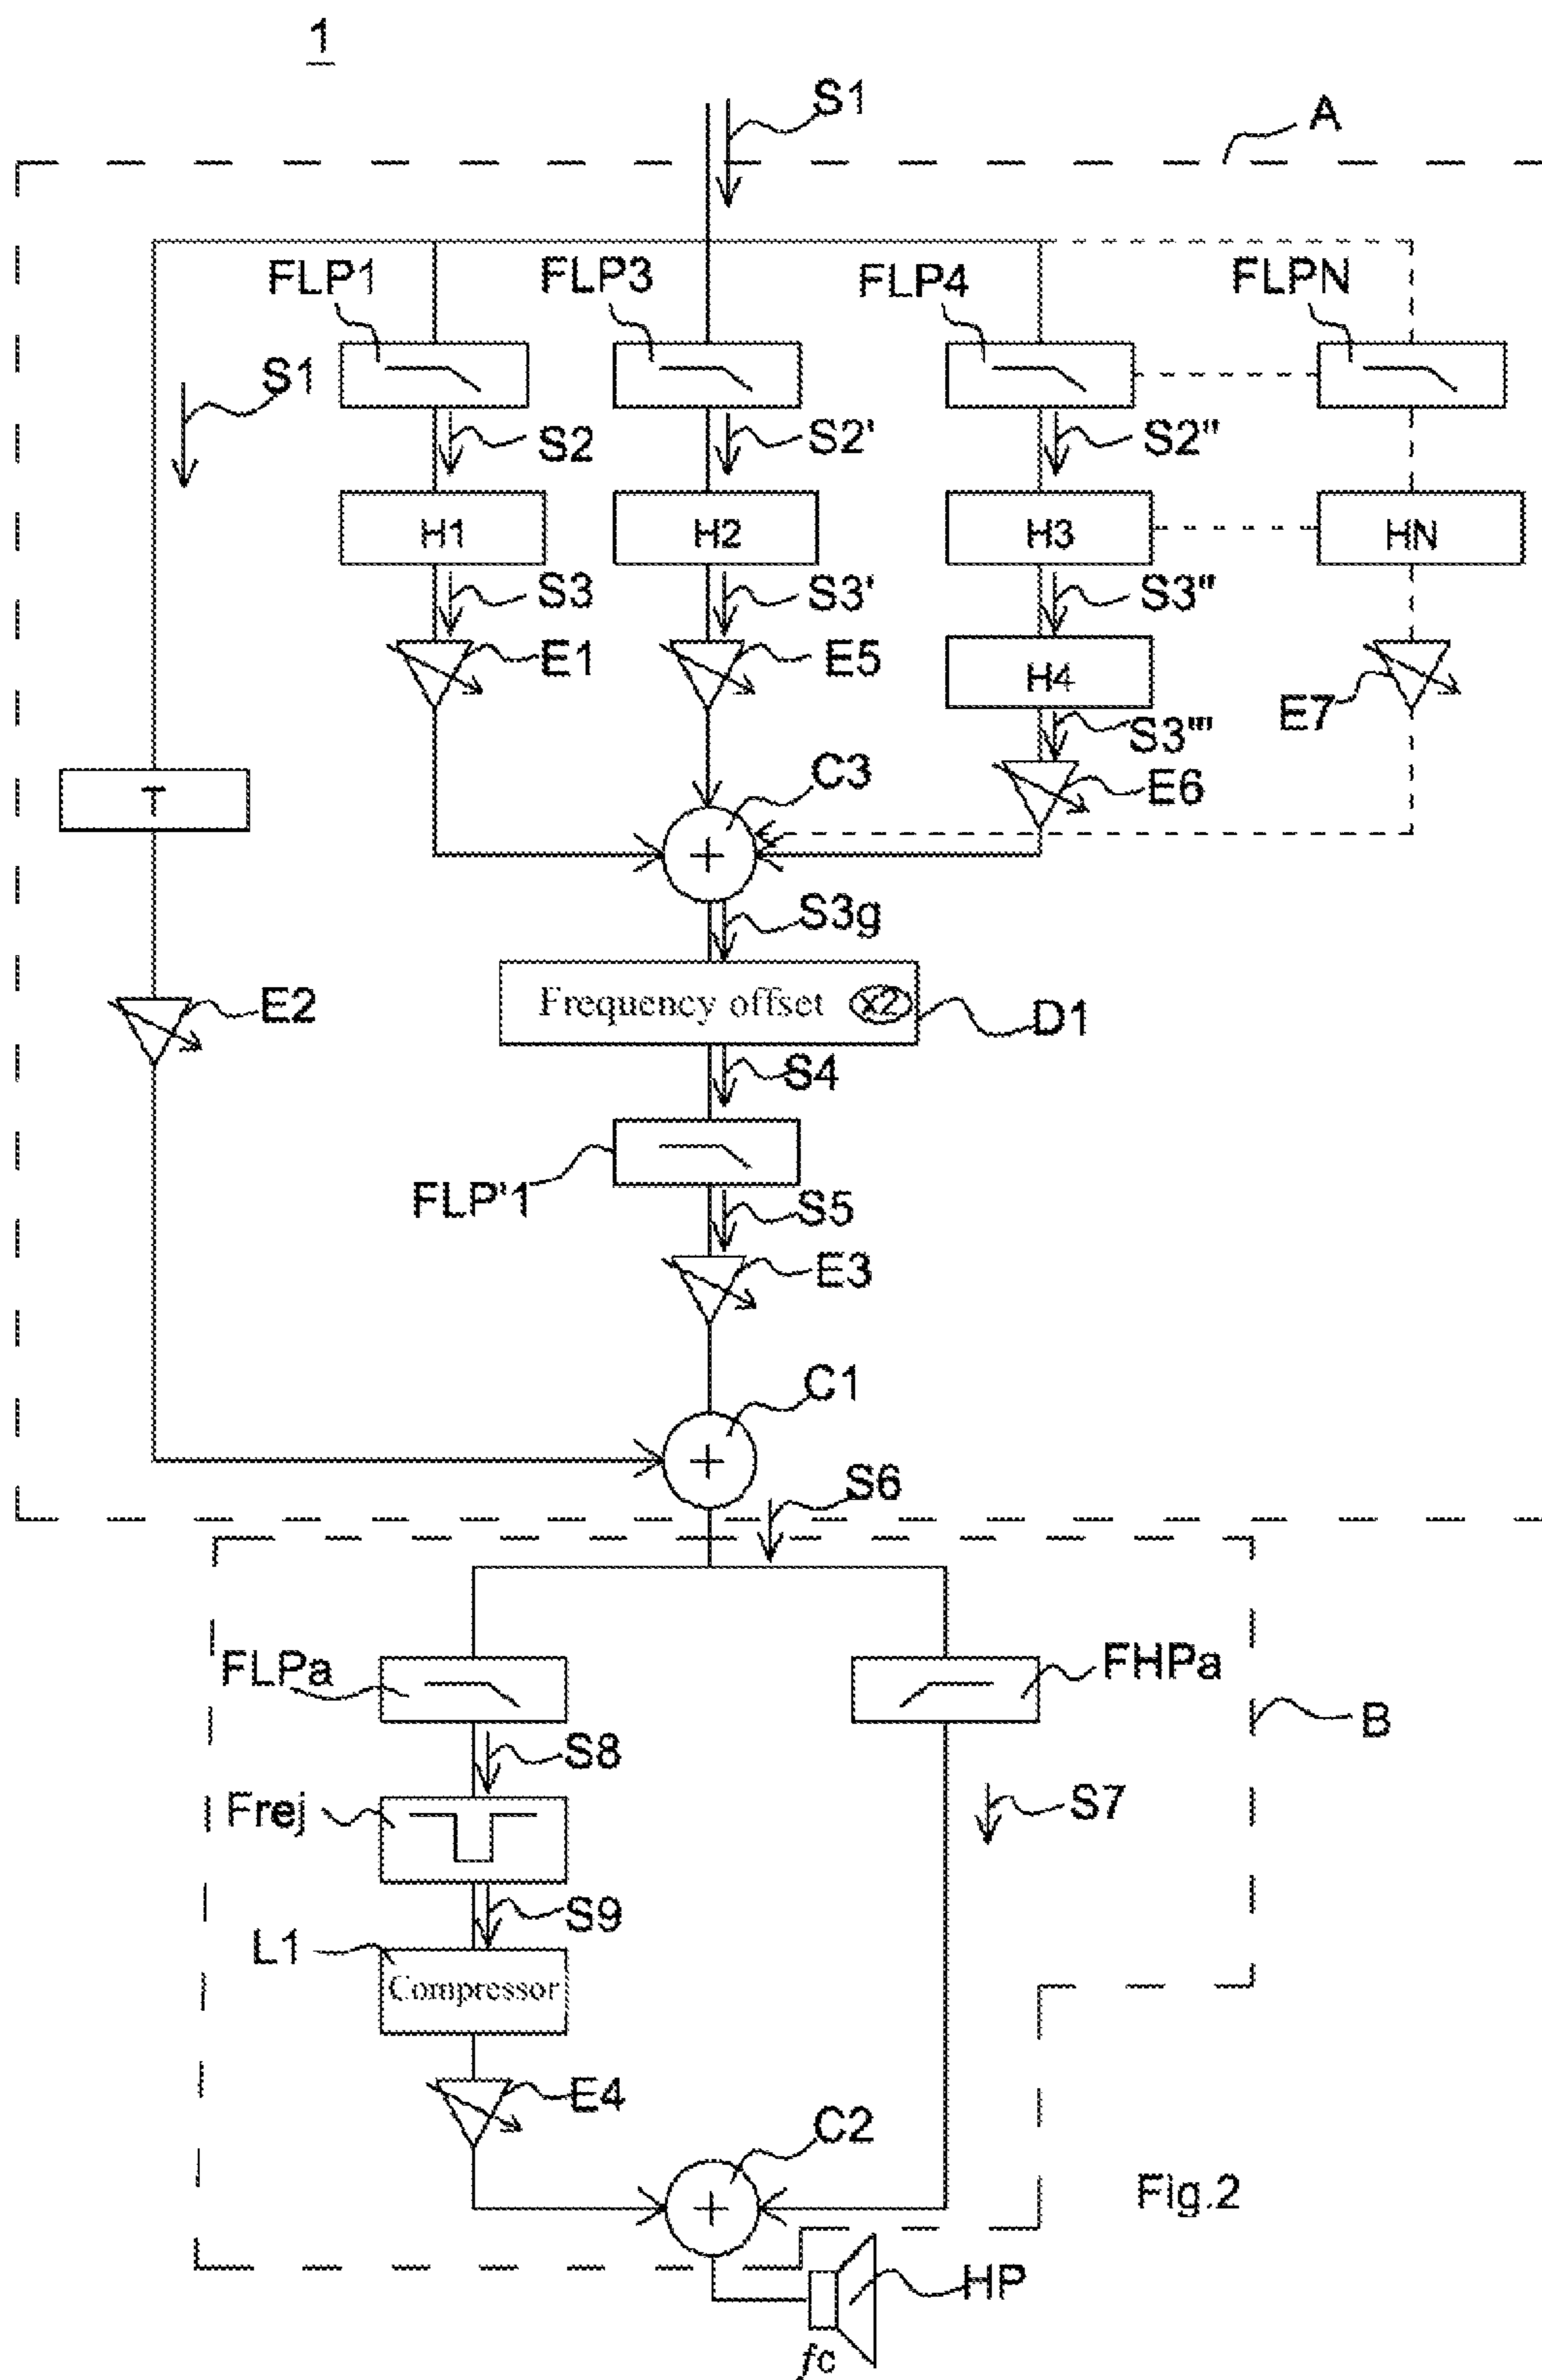 1
S1
A
FLP1
FLP3
FLP4
FLPN
S1
S2
S2'
S2"
H1
H2
H3
HN
S3
S3'
S3"
E1
E5
H4
E7
S3'"
C3
E6
T
+
S3g
E2
Frequency offset x2
D1
S4
FLP'1
S5
E3
C1
+
S6
FLPa
FHPa
B
S8
Frej
S7
S9
L1
Compressor
E4
C2
+
Fig.2
HP
fc